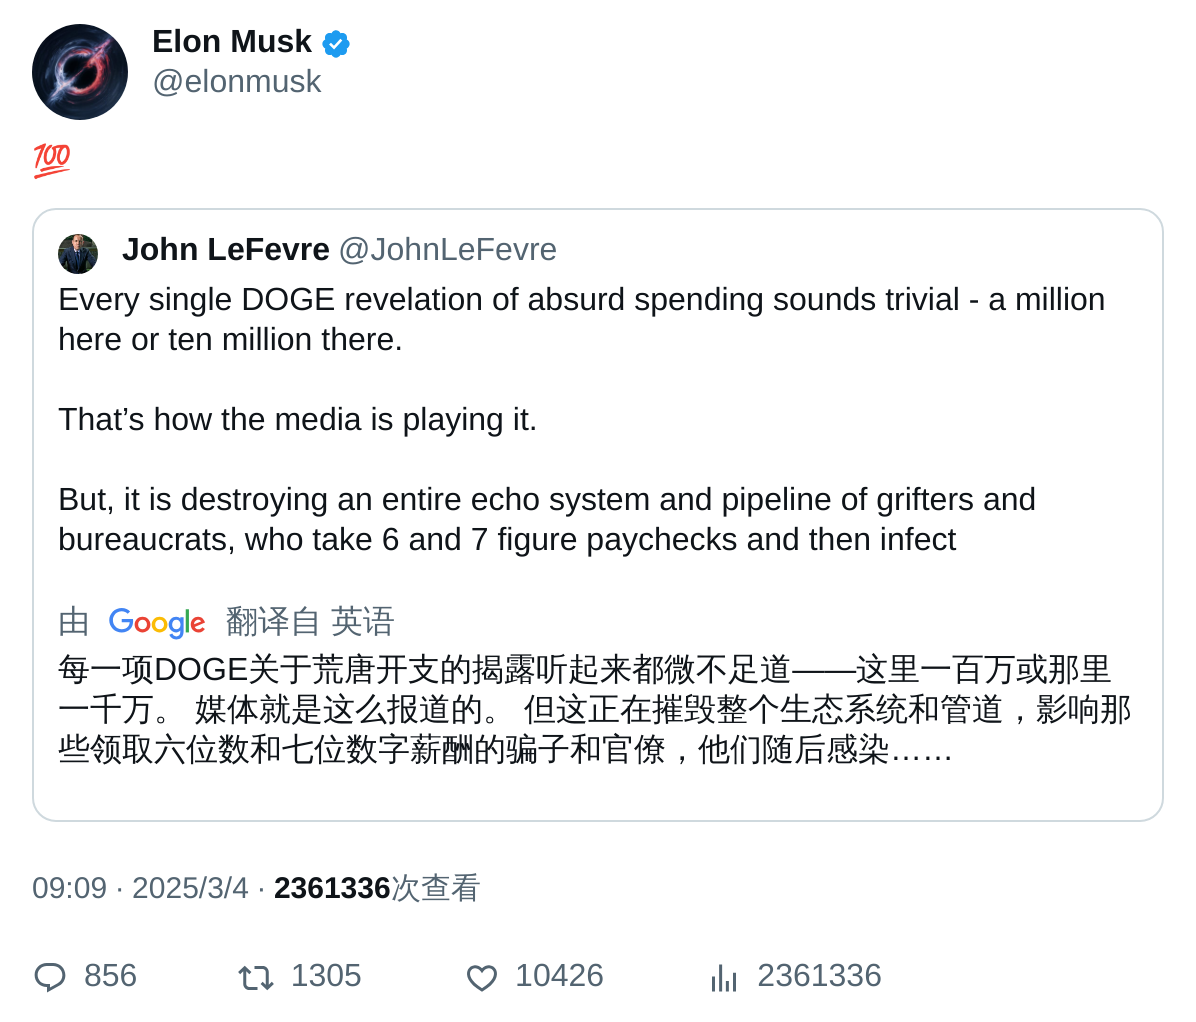 Elon Musk
@elonmusk
💯
John LeFevre @JohnLeFevre
Every single DOGE revelation of absurd spending sounds trivial - a million
here or ten million there.
That’s how the media is playing it.
But, it is destroying an entire echo system and pipeline of grifters and
bureaucrats, who take 6 and 7 figure paychecks and then infect
由 Google 翻译自 英语
每一项DOGE关于荒唐开支的揭露听起来都微不足道——这里一百万或那里
一千万。 媒体就是这么报道的。 但这正在摧毁整个生态系统和管道，影响那
些领取六位数和七位数字薪酬的骗子和官僚，他们随后感染……
09:09 · 2025/3/4 · 2361336次查看
856 1305 10426 2361336